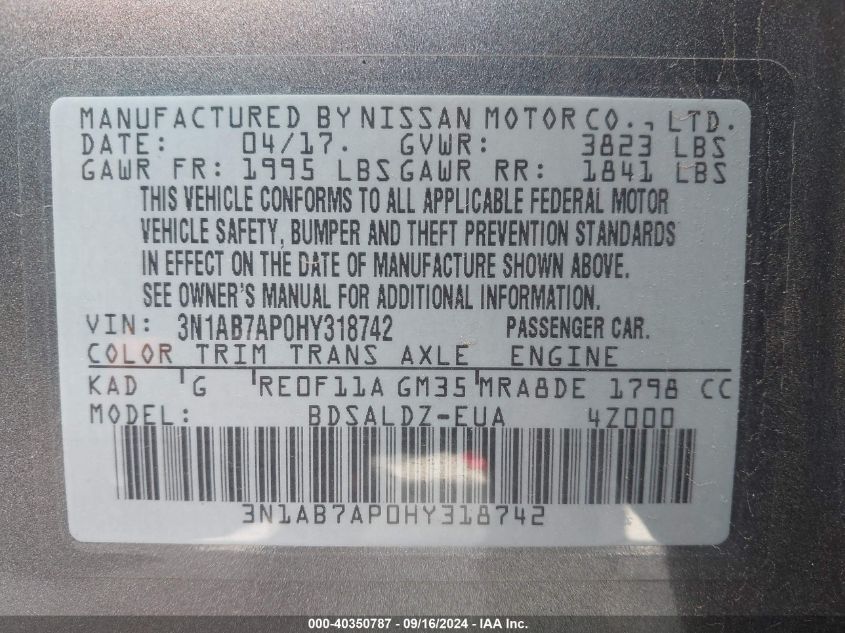 MANUFACTURED BY NISSAN MOTOR CO., LTD.
DATE: 04/17. GVWR: 3823 LBS
GAWR FR: 1995 LBS GAWR RR: 1841 LBS
THIS VEHICLE CONFORMS TO ALL APPLICABLE FEDERAL MOTOR
VEHICLE SAFETY, BUMPER AND THEFT PREVENTION STANDARDS
IN EFFECT ON THE DATE OF MANUFACTURE SHOWN ABOVE.
SEE OWNER'S MANUAL FOR ADDITIONAL INFORMATION.
VIN: 3N1AB7AP0HY318742 PASSENGER CAR.
COLOR TRIM TRANS AXLE ENGINE
KAD G RE0F11A GM35 MRA8DE 1798 CC
MODEL: BDSALDZ-EUA 4Z000
3N1AB7AP0HY318742
000-40350787 - 09/16/2024 - IAA Inc.